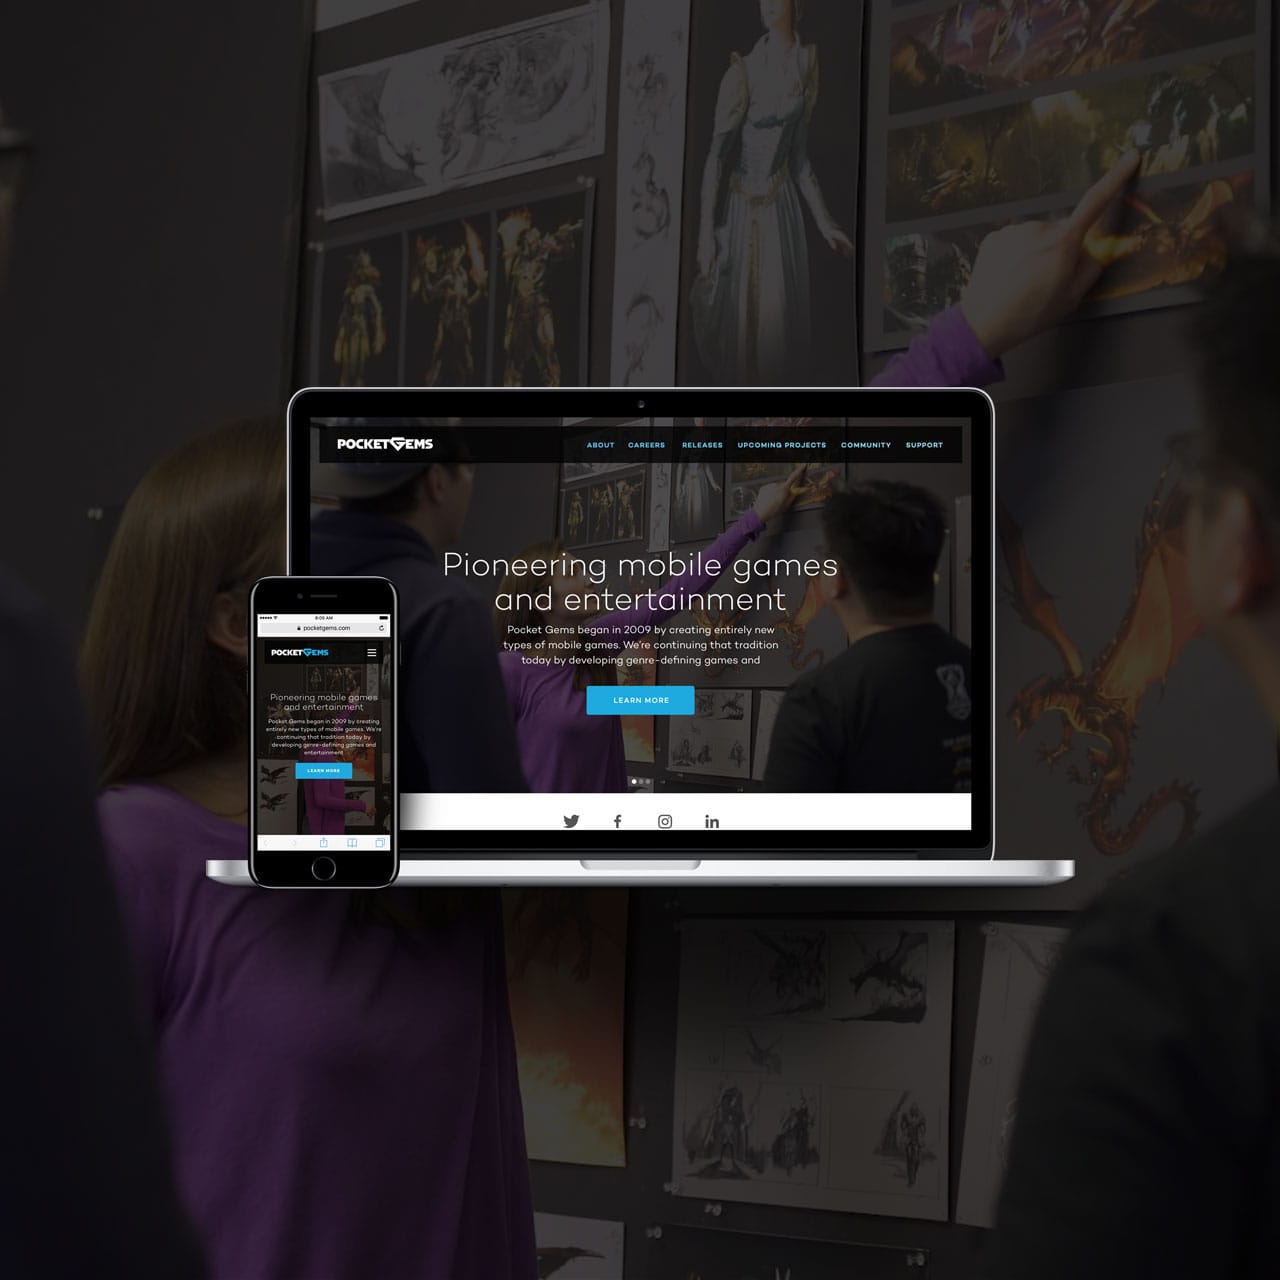 POCKETGEMS
ABOUT CAREERS RELEASES UPCOMING PROJECTS COMMUNITY SUPPORT
Pioneering mobile games
and entertainment
Pocket Gems began in 2009 by creating entirely new
types of mobile games. We're continuing that tradition
today by developing genre-defining games and
LEARN MORE
8:05 AM
pocketgems.com
POCKETGEMS
Pioneering mobile games
and entertainment
Pocket Gems began in 2009 by creating
entirely new types of mobile games. We're
continuing that tradition today by
developing genre-defining games and
entertainment
LEARN MORE